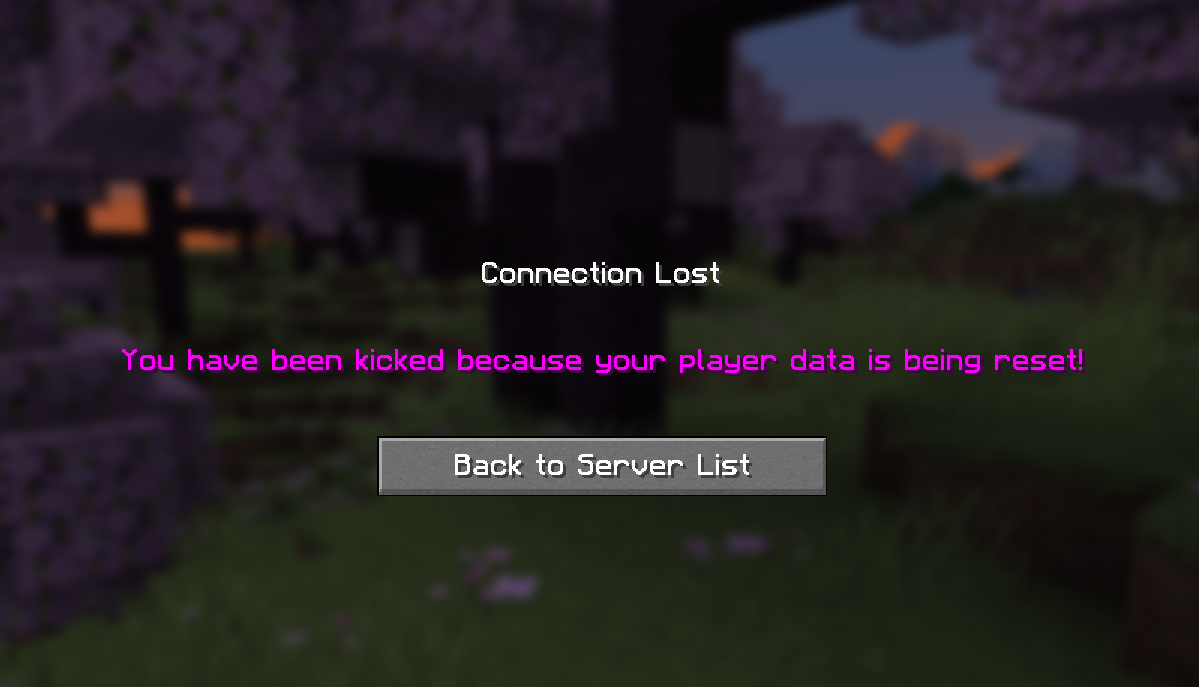 Connection Lost
You have been kicked because your player data is being reset!
Back to Server List